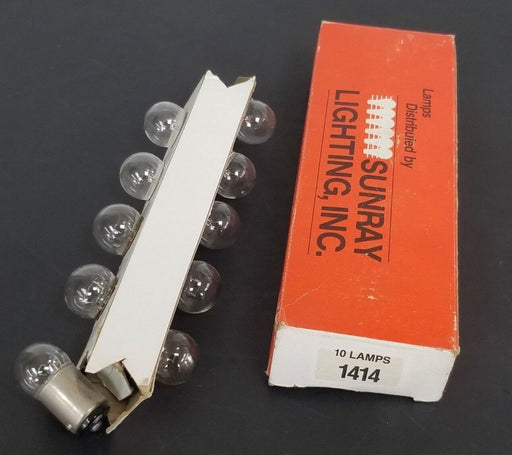 Lamps
Distributed by
SUNRAY
LIGHTING, INC.
10 LAMPS
1414